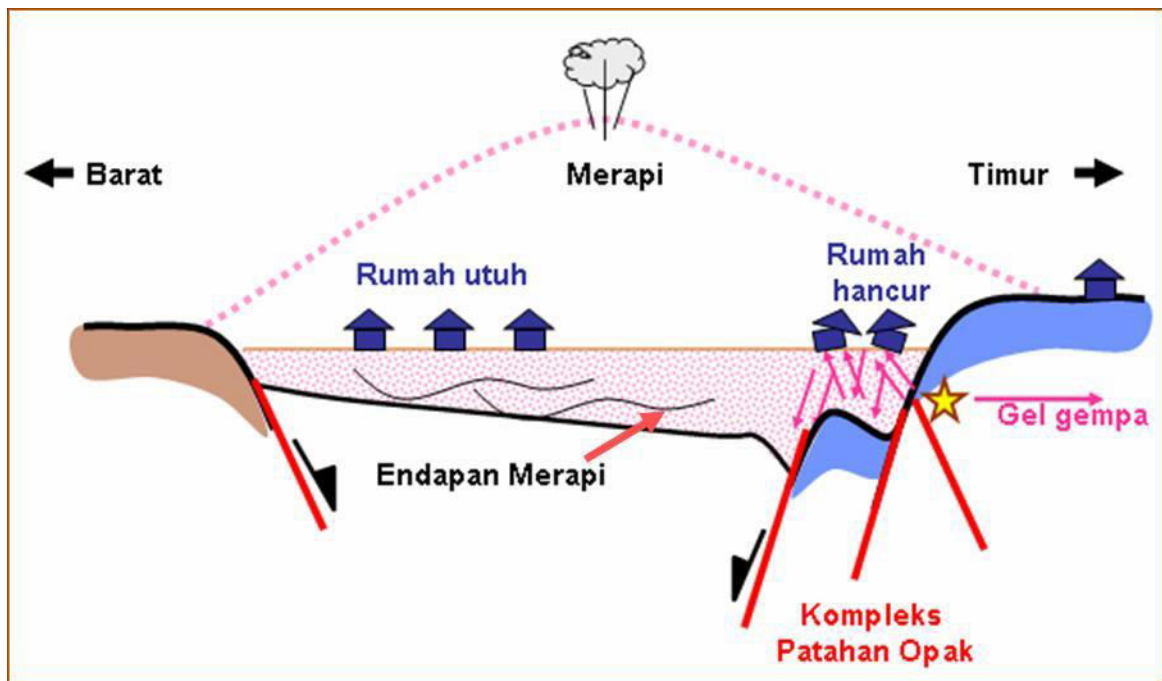 Barat
Merapi
Timur
Rumah utuh
Rumah
hancur
Gel gempa
Endapan Merapi
Kompleks
Patahan Opak